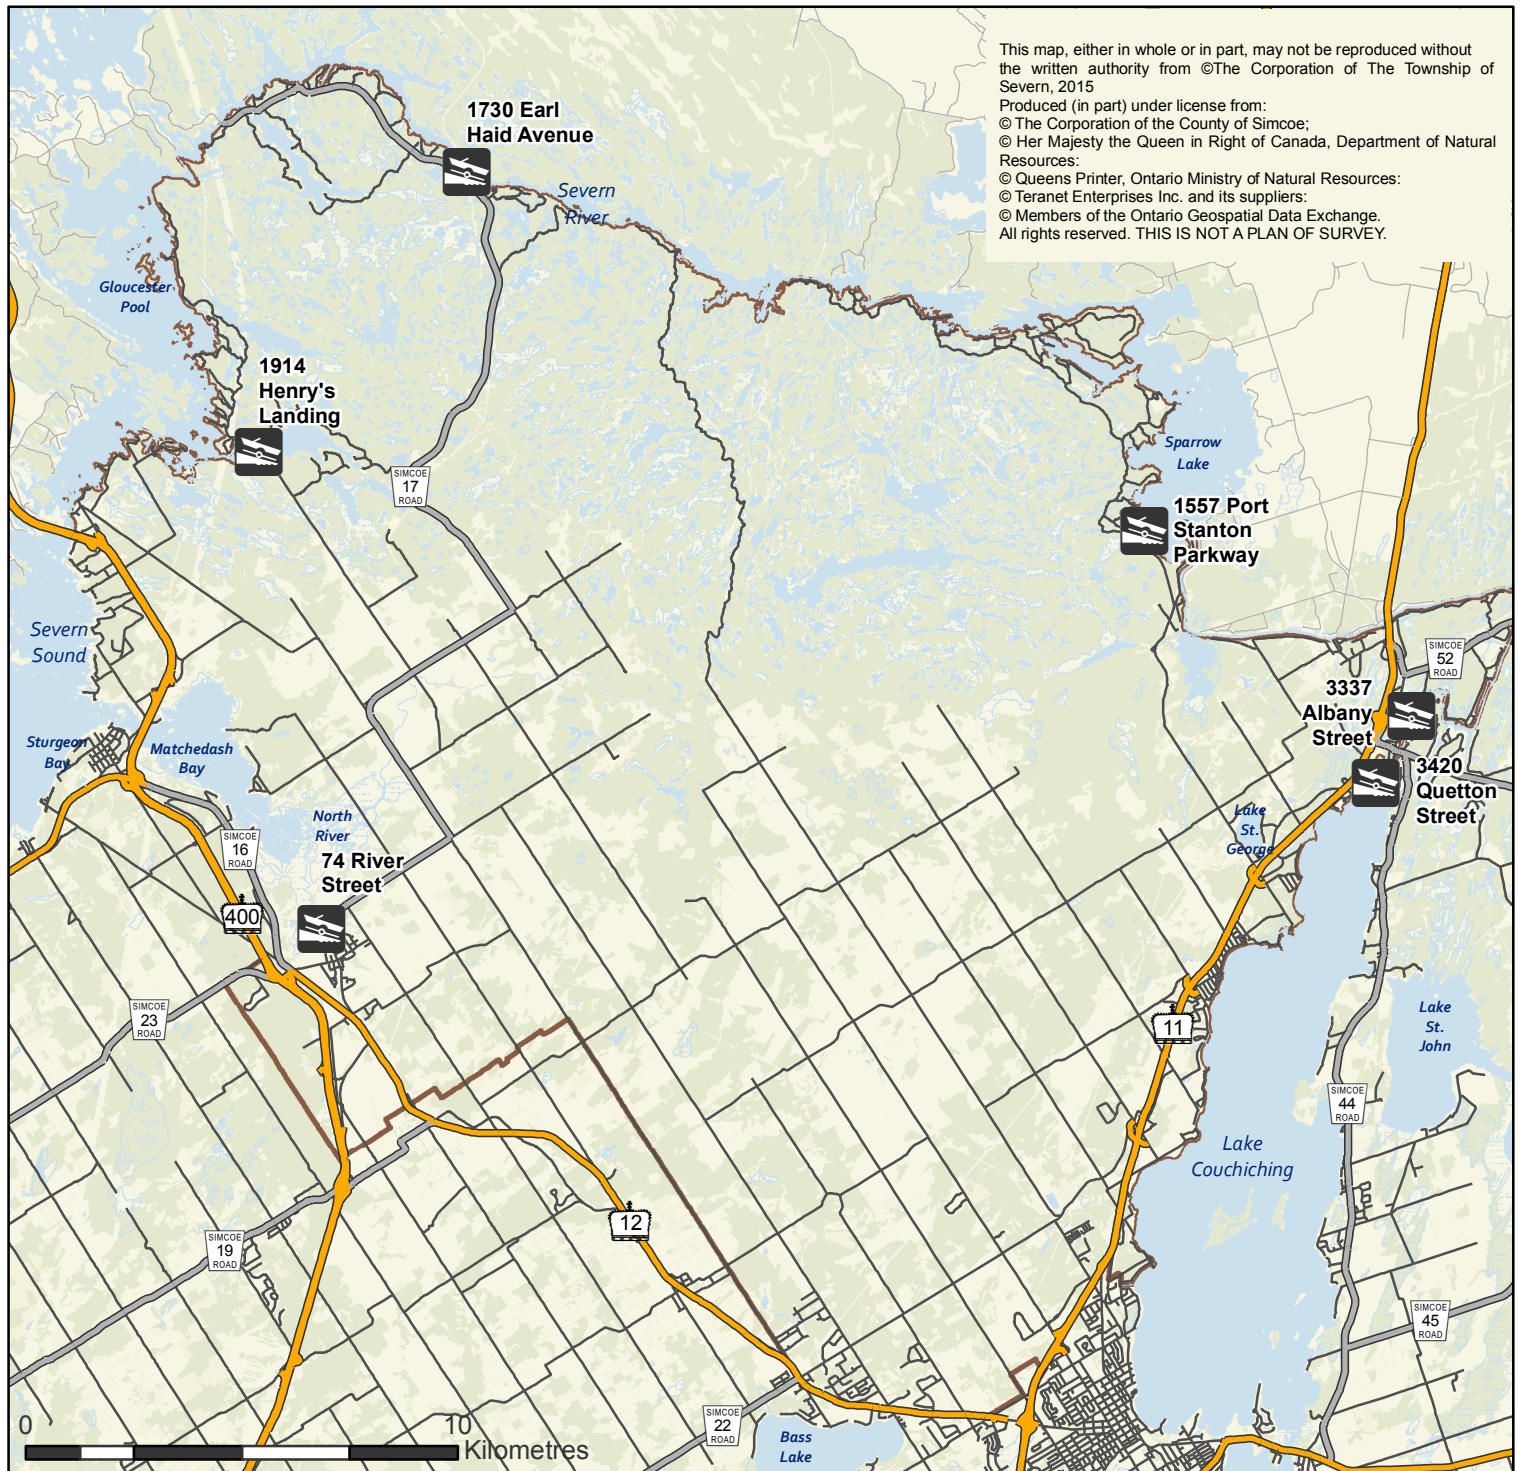 This map, either in whole or in part, may not be reproduced without
the written authority from ©The Corporation of The Township of
Severn, 2015
Produced (in part) under license from:
© The Corporation of the County of Simcoe;
© Her Majesty the Queen in Right of Canada, Department of Natural
Resources:
© Queens Printer, Ontario Ministry of Natural Resources:
© Teranet Enterprises Inc. and its suppliers:
© Members of the Ontario Geospatial Data Exchange.
All rights reserved. THIS IS NOT A PLAN OF SURVEY.
1730 Earl
Haid Avenue
Severn
River
Gloucester
Pool
1914
Henry's
Landing
SIMCOE
17
ROAD
Sparrow
Lake
1557 Port
Stanton
Parkway
Severn
Sound
SIMCOE
52
ROAD
3337
Albany
Street
Sturgeon
Bay
Matchedash
Bay
3420
Quetton
Street
North
River
Lake
St.
George
SIMCOE
16
ROAD
74 River
Street
400
SIMCOE
23
ROAD
11
Lake
St.
John
SIMCOE
44
ROAD
Lake
Couchiching
12
SIMCOE
19
ROAD
SIMCOE
45
ROAD
SIMCOE
22
ROAD
Bass
Lake
0
10
Kilometres